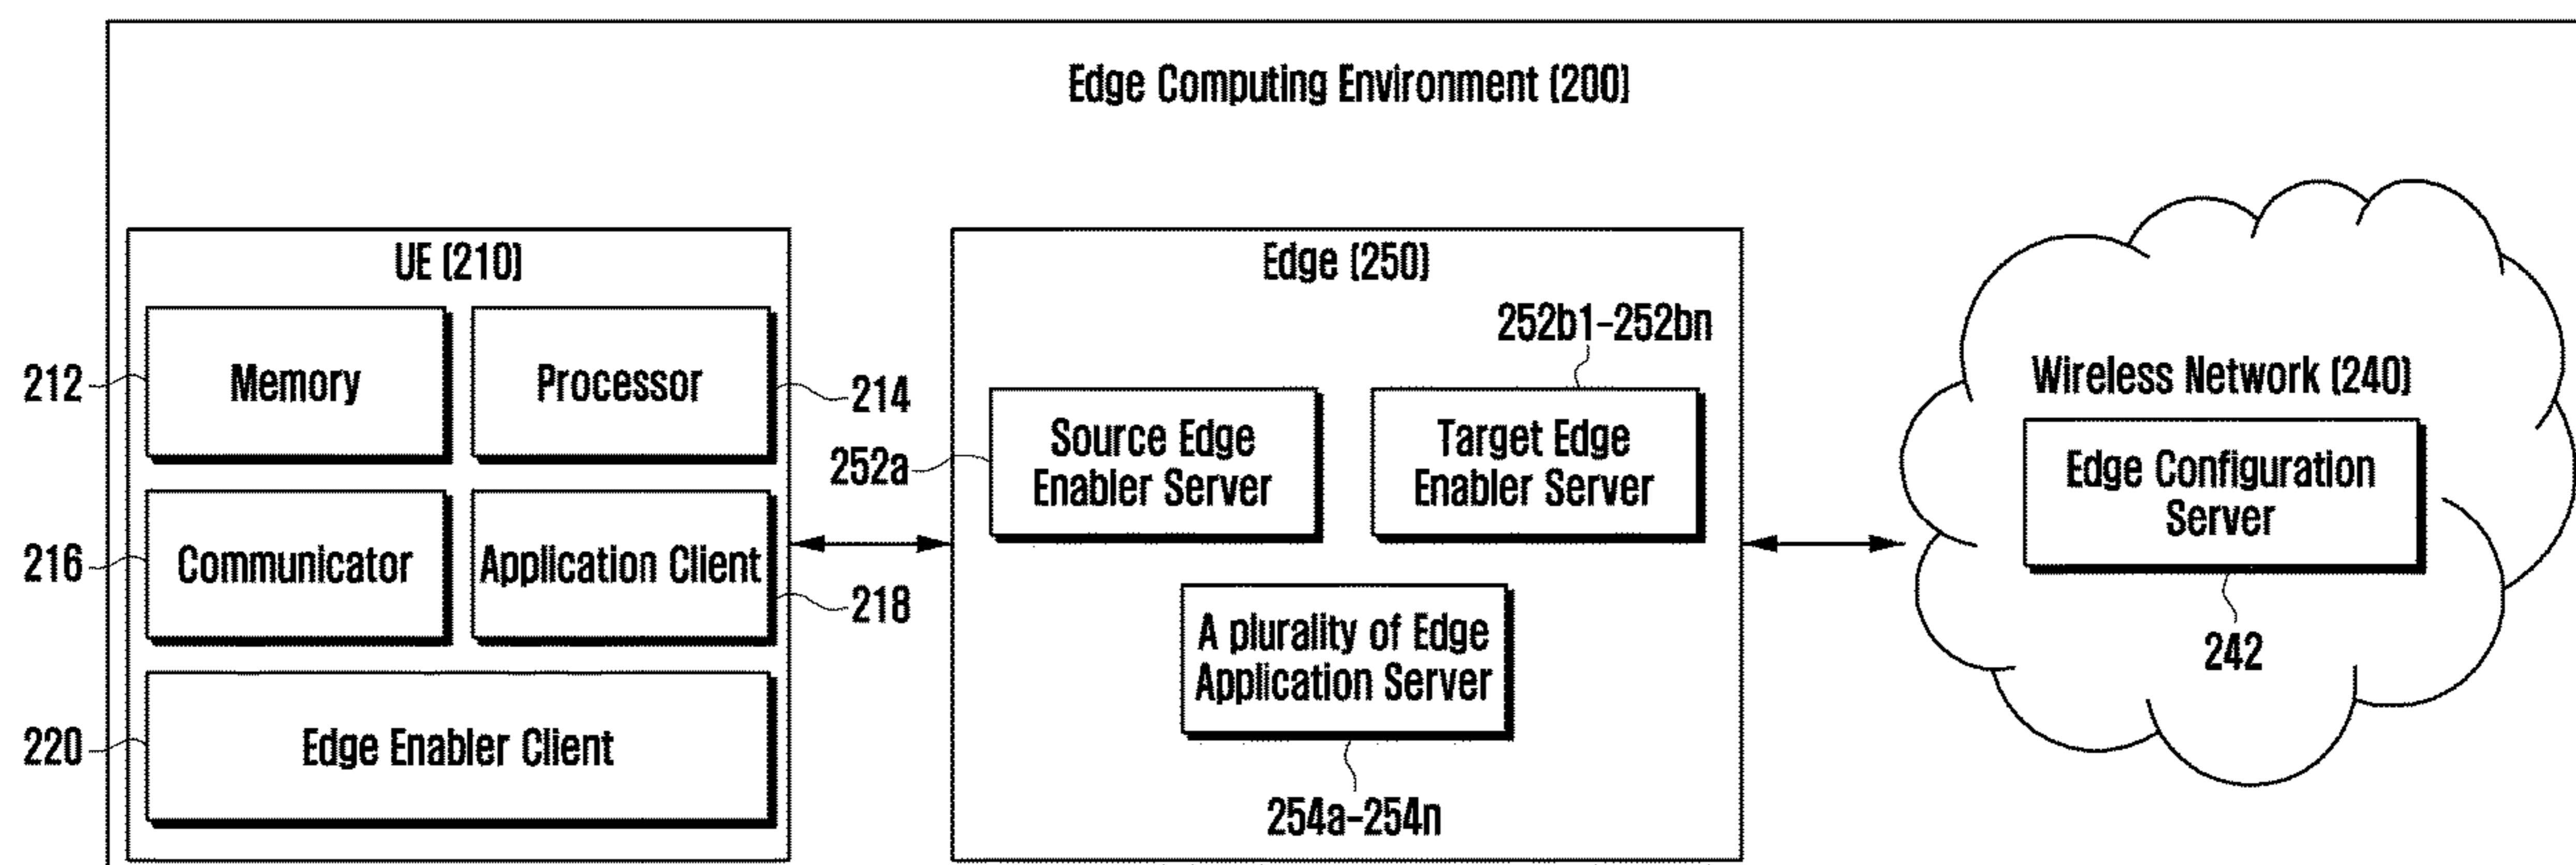 Edge Computing Environment (200)
UE (210)
Memory
Processor
212
214
Communicator
Application Client
216
218
Edge Enabler Client
220
Edge (250)
252b1-252bn
Source Edge
Enabler Server
252a
Target Edge
Enabler Server
A plurality of Edge
Application Server
254a-254n
Wireless Network (240)
Edge Configuration
Server
242